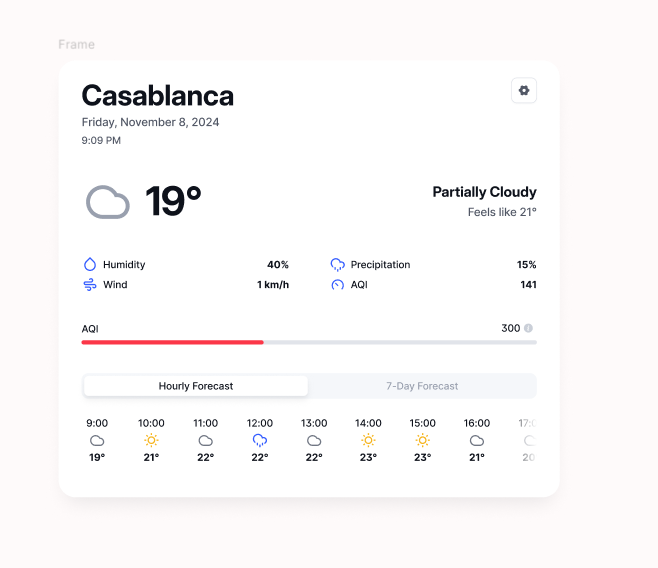 Frame
Casablanca
Friday, November 8, 2024
9:09 PM
19°
Partially Cloudy
Feels like 21°
Humidity 40% Precipitation 15%
Wind 1 km/h AQI 141
AQI 300
Hourly Forecast 7-Day Forecast
9:00 10:00 11:00 12:00 13:00 14:00 15:00 16:00
19° 21° 22° 22° 22° 23° 23° 21° 20